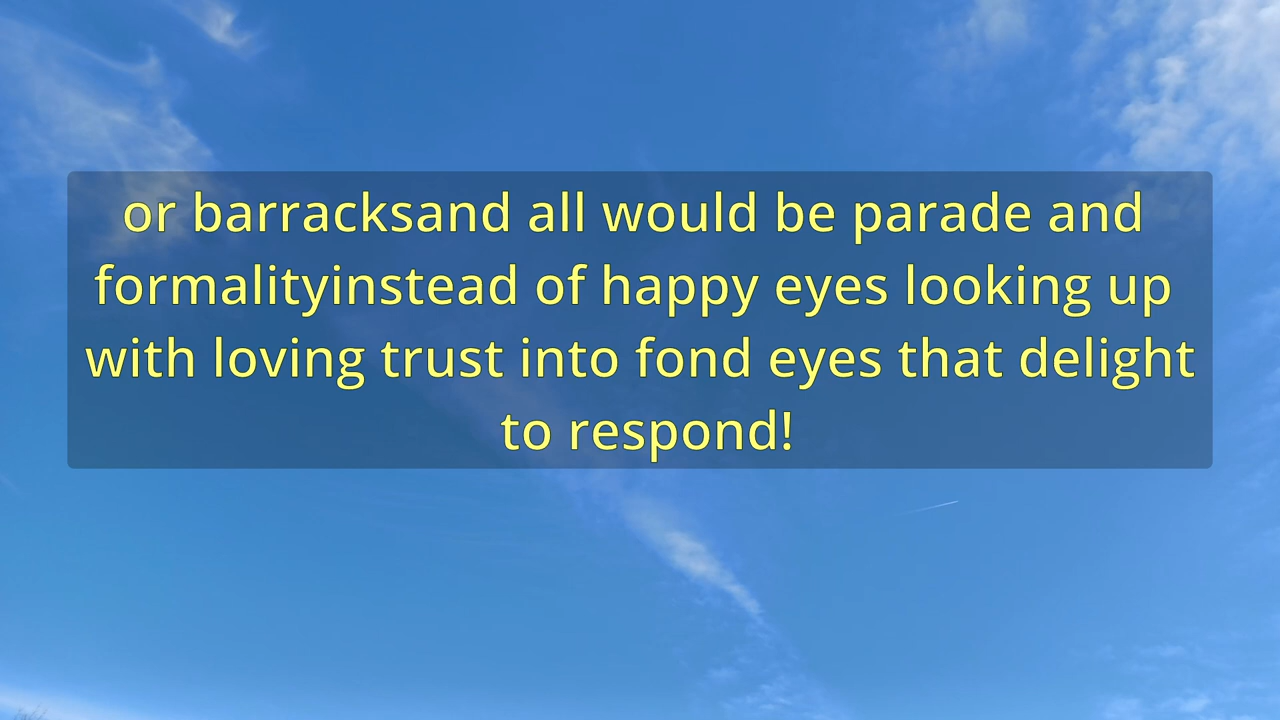 or barracksand all would be parade and
formalityinstead of happy eyes looking up
with loving trust into fond eyes that delight
to respond!